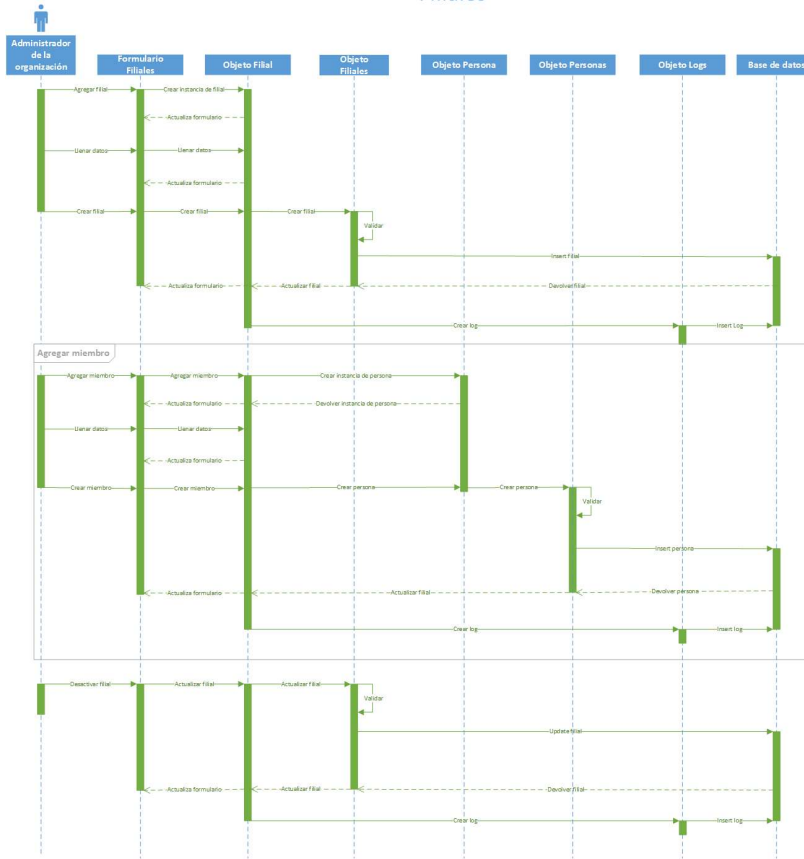 Administrador
de la
organización
Formulario
Filiales
Objeto Filial
Objeto
Filiales
Objeto Persona
Objeto Personas
Objeto Logs
Base de datos
Agregar filial
Crear instancia de filial
Actualiza formulario
Llenar datos
Llenar datos
Actualiza formulario
Crear filial
Crear filial
Crear filial
Validar
Insert filial
Actualiza formulario
Actualizar filial
Devolver filial
Crear log
Insert Log
Agregar miembro
Agregar miembro
Agregar miembro
Crear instancia de persona
Actualiza formulario
Devolver instancia de persona
Llenar datos
Llenar datos
Actualiza formulario
Crear miembro
Crear miembro
Crear persona
Crear persona
Validar
Insert persona
Actualiza formulario
Actualizar filial
Devolver persona
Crear log
Insert log
Desactivar filial
Actualizar filial
Actualizar filial
Validar
Update filial
Actualiza formulario
Actualizar filial
Devolver filial
Crear log
Insert log